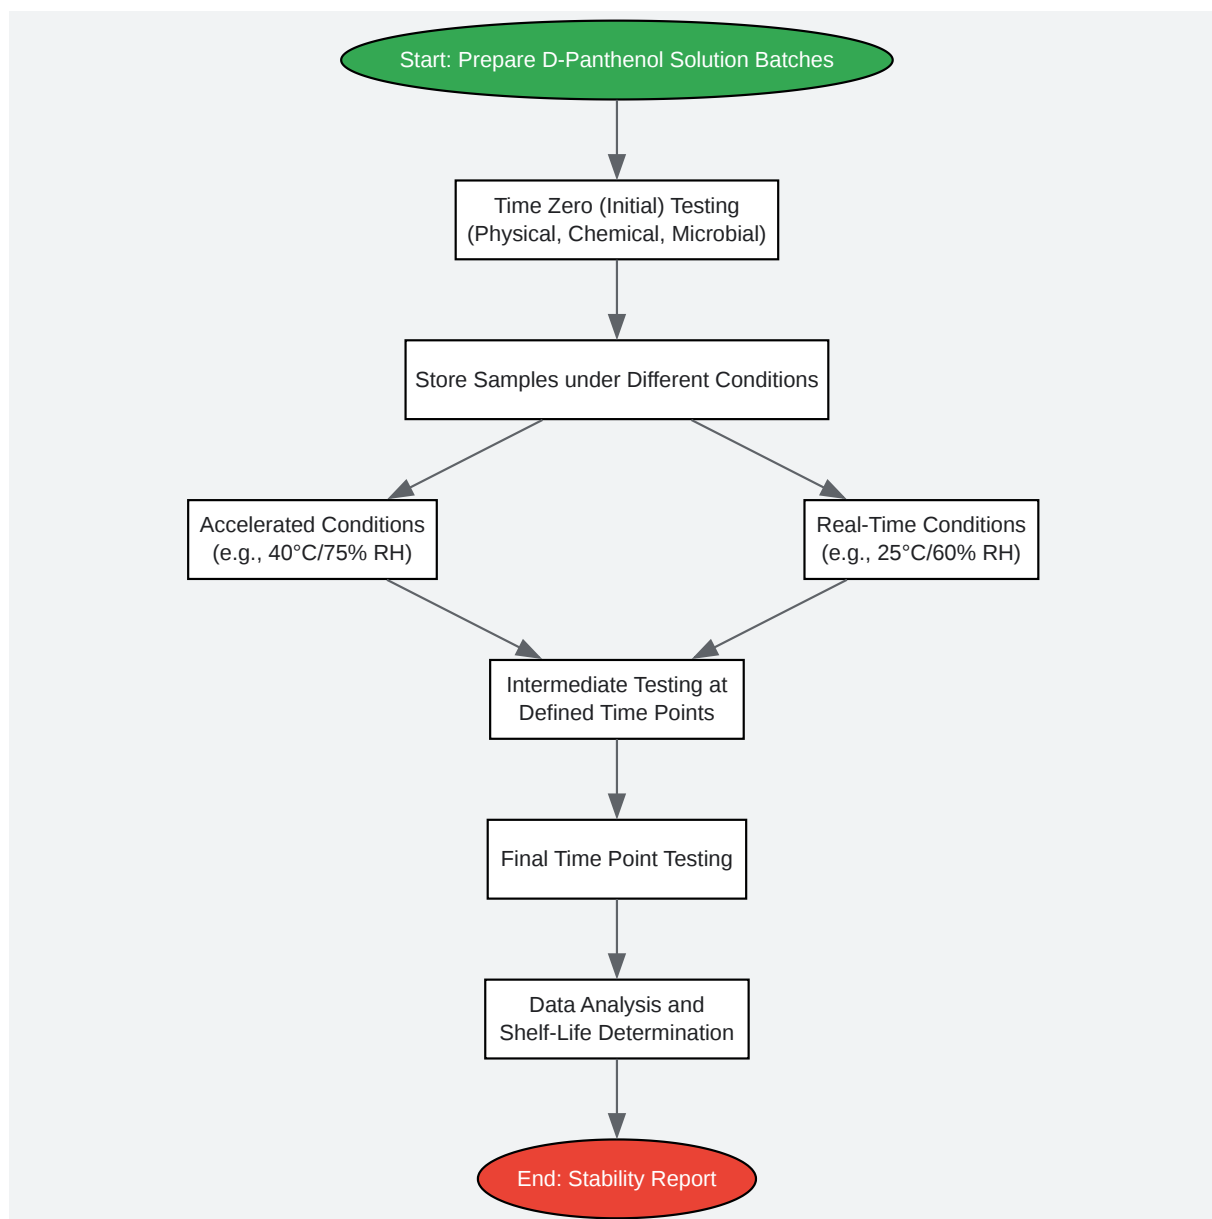 Start: Prepare D-Panthenol Solution Batches
Time Zero (Initial) Testing
(Physical, Chemical, Microbial)
Store Samples under Different Conditions
Accelerated Conditions
(e.g., 40°C/75% RH)
Real-Time Conditions
(e.g., 25°C/60% RH)
Intermediate Testing at
Defined Time Points
Final Time Point Testing
Data Analysis and
Shelf-Life Determination
End: Stability Report